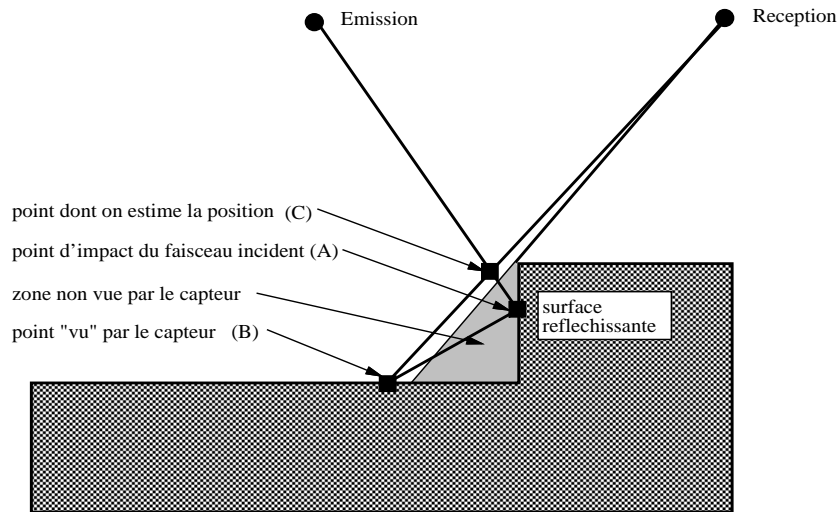 Emission
Reception
point dont on estime la position (C)
point d'impact du faisceau incident (A)
zone non vue par le capteur
point "vu" par le capteur (B)
surface
reflechissante